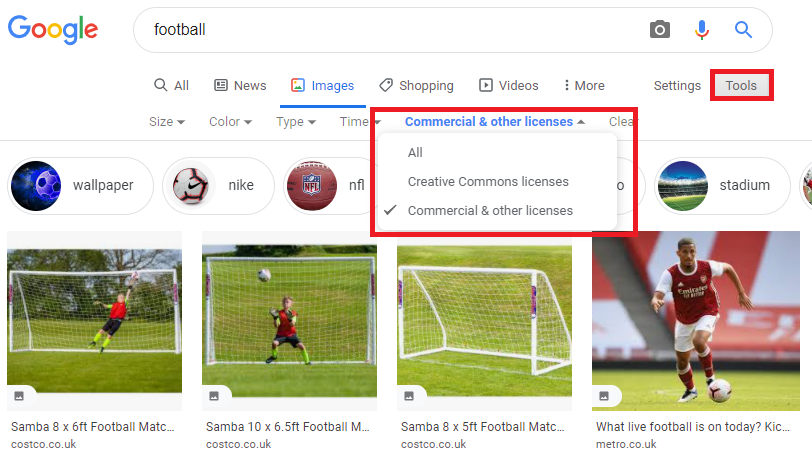 Google football
All News Images Shopping Videos More Settings Tools
Size Color Type Time Commercial & other licenses Clear
All
Creative Commons licenses
Commercial & other licenses
wallpaper nike NFL nfl o stadium
Samba 8 x 6ft Football Matc... Samba 10 x 6.5ft Football M... Samba 8 x 5ft Football Matc... What live football is on today? Kic...
costco.co.uk costco.co.uk costco.co.uk metro.co.uk